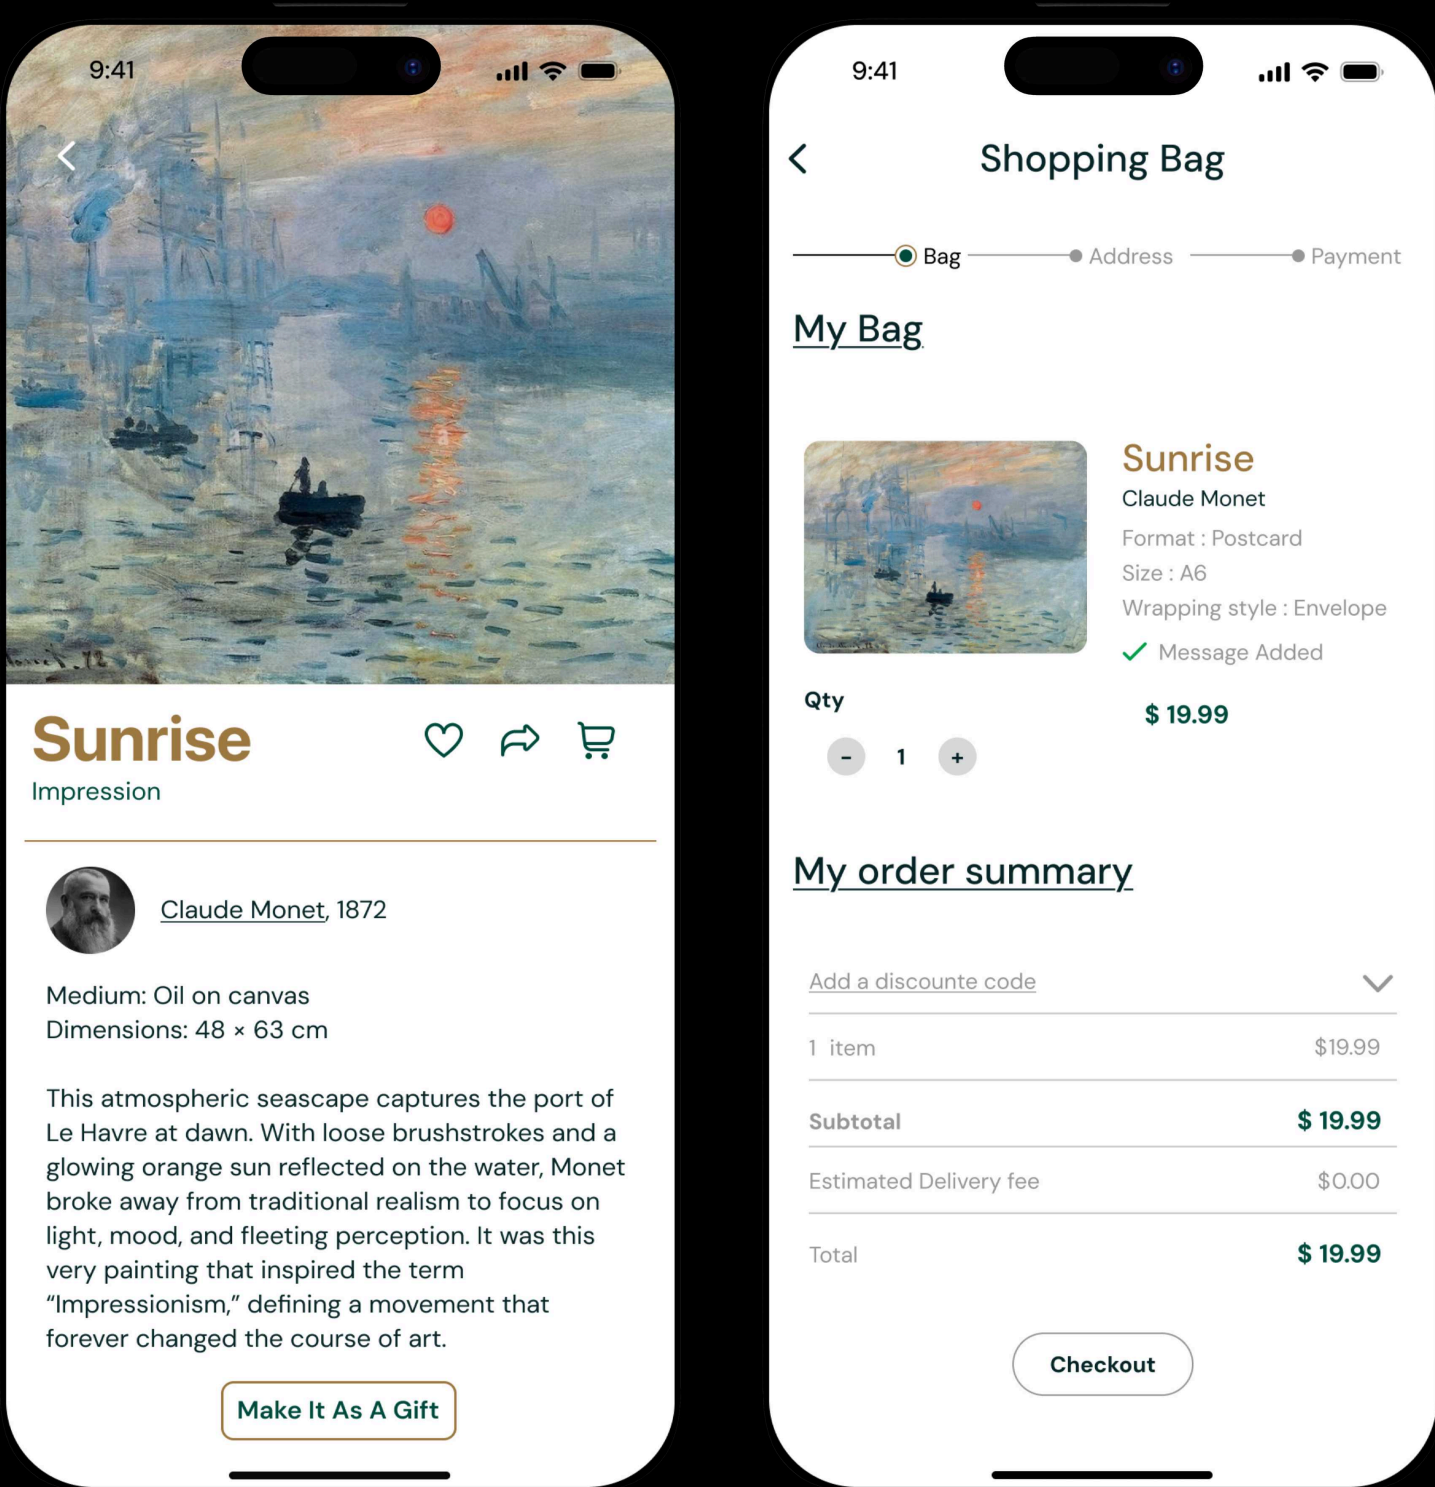 9:41
Sunrise
Impression
Claude Monet, 1872
Medium: Oil on canvas
Dimensions: 48 × 63 cm
This atmospheric seascape captures the port of
Le Havre at dawn. With loose brushstrokes and a
glowing orange sun reflected on the water, Monet
broke away from traditional realism to focus on
light, mood, and fleeting perception. It was this
very painting that inspired the term
“Impressionism,” defining a movement that
forever changed the course of art.
Make It As A Gift
9:41
Shopping Bag
Bag Address Payment
My Bag
Sunrise
Claude Monet
Format : Postcard
Size : A6
Wrapping style : Envelope
Message Added
$ 19.99
Qty
- 1 +
My order summary
Add a discounte code
1 item $19.99
Subtotal $ 19.99
Estimated Delivery fee $0.00
Total $ 19.99
Checkout